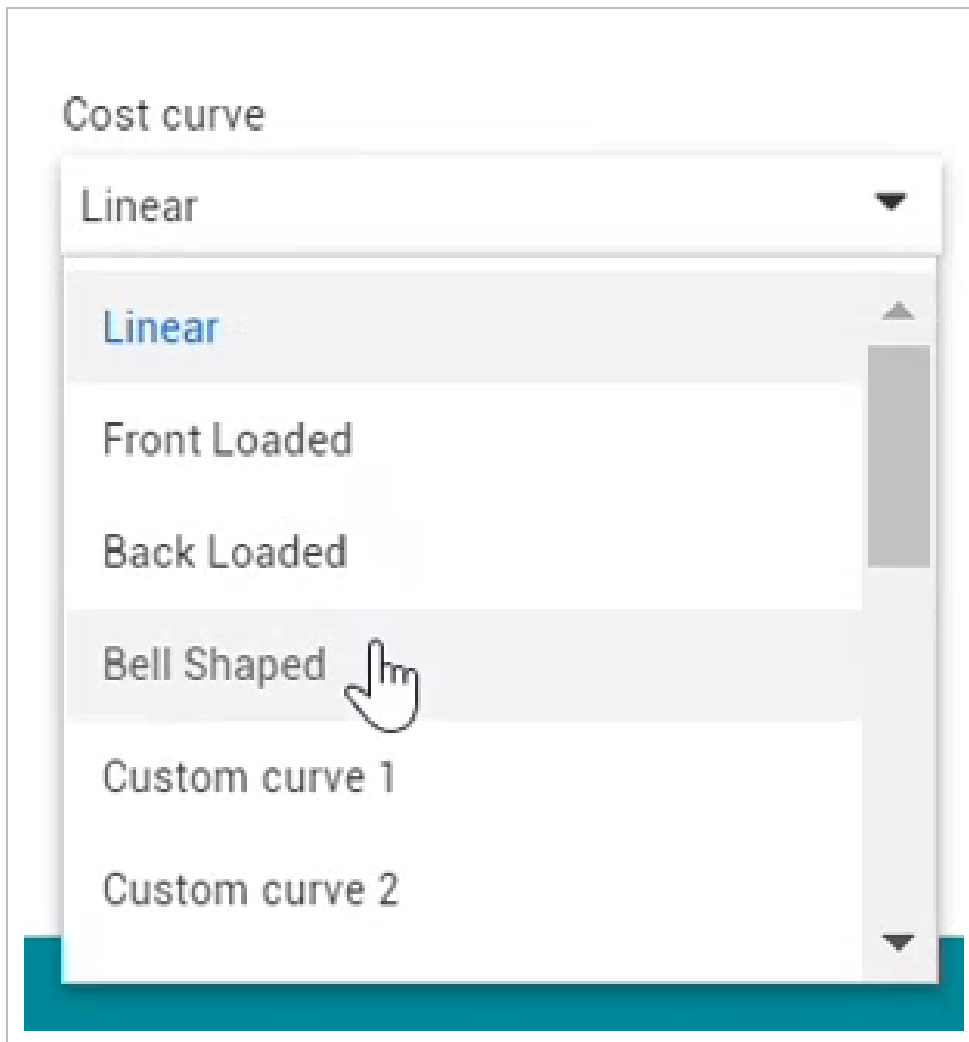 Cost curve
Linear
Linear
Front Loaded
Back Loaded
Bell Shaped
Custom curve 1
Custom curve 2